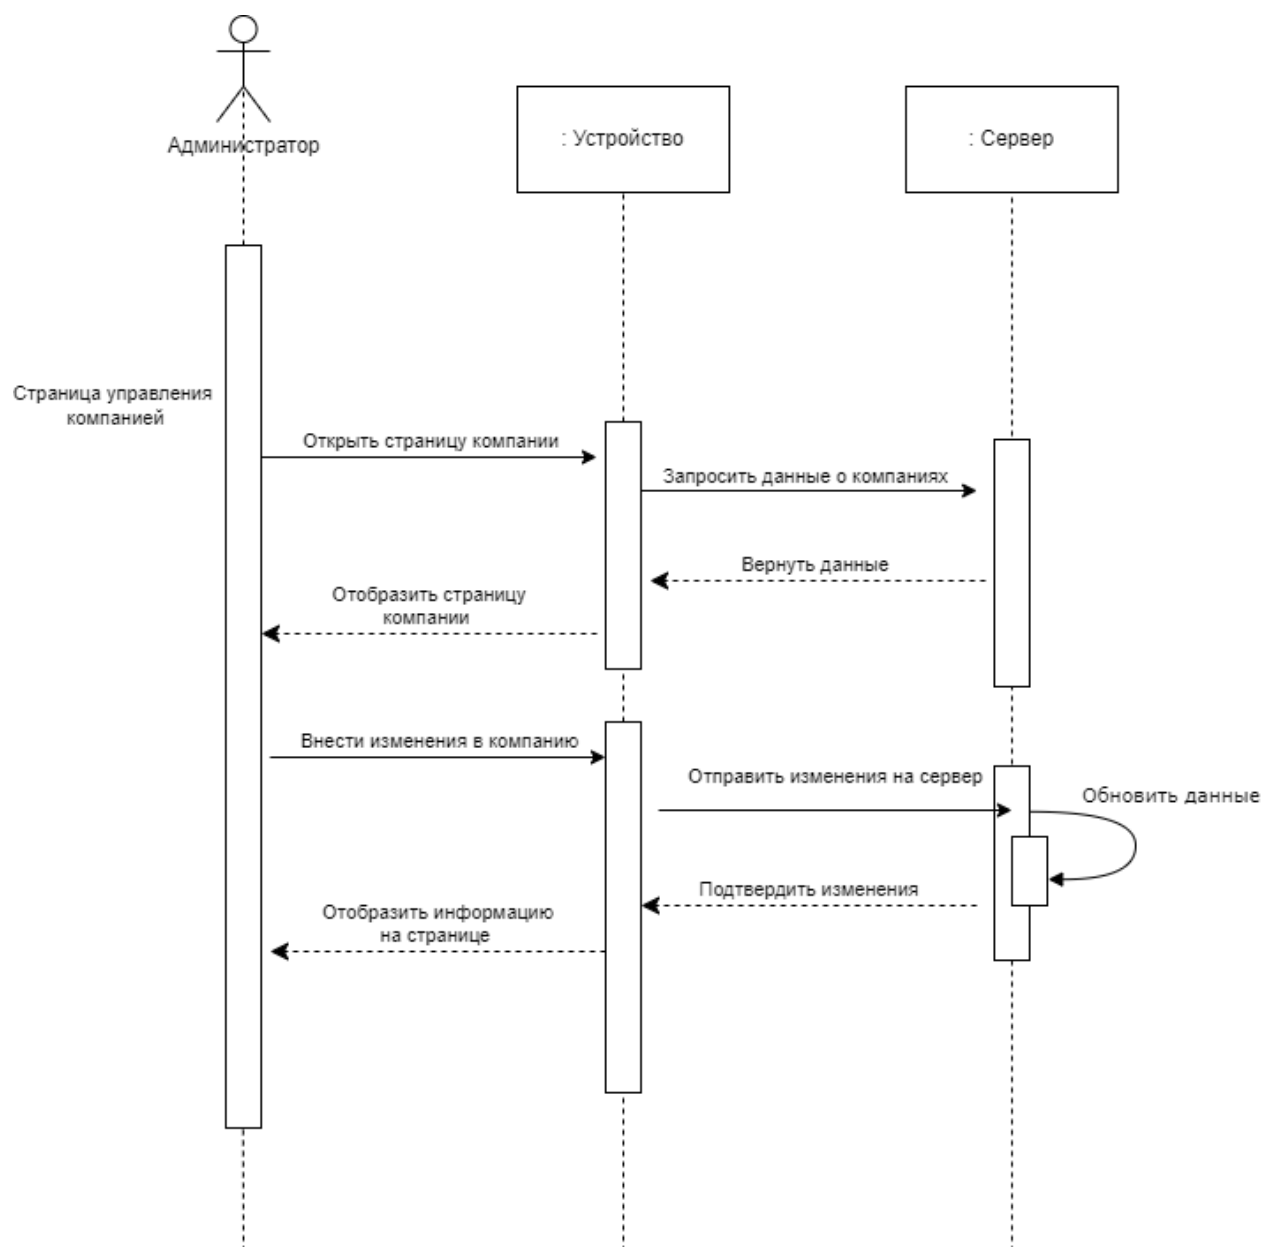 Администратор
: Устройство
: Сервер
Страница управления
компанией
Открыть страницу компании
Запросить данные о компаниях
Вернуть данные
Отобразить страницу
компании
Внести изменения в компанию
Отправить изменения на сервер
Обновить данные
Подтвердить изменения
Отобразить информацию
на странице